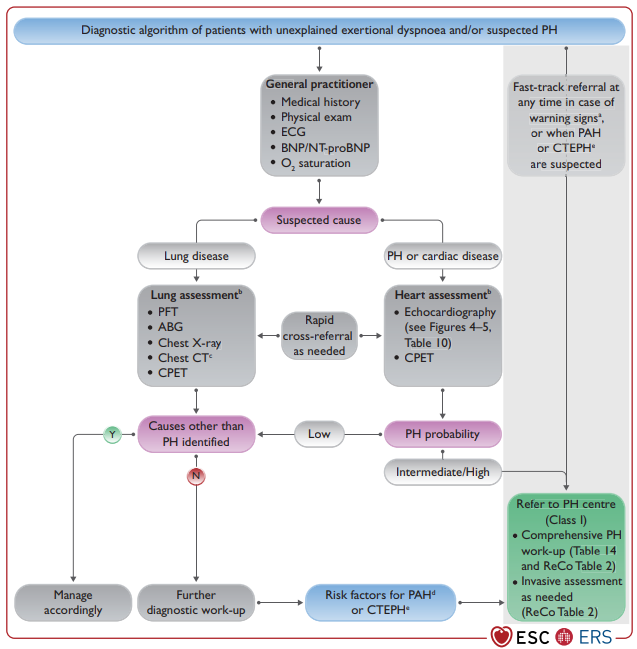 Diagnostic algorithm of patients with unexplained exertional dyspnoea and/or suspected PH
General practitioner
• Medical history
• Physical exam
• ECG
• BNP/NT-proBNP
• O₂ saturation
Fast-track referral at
any time in case of
warning signsᵃ,
or when PAH
or CTEPHᵉ
are suspected
Suspected cause
Lung disease
PH or cardiac disease
Lung assessmentᵇ
• PFT
• ABG
• Chest X-ray
• Chest CTᶜ
• CPET
Rapid
cross-referral
as needed
Heart assessmentᵇ
• Echocardiography
(see Figures 4–5,
Table 10)
• CPET
Y
Causes other than
PH identified
Low
PH probability
N
Intermediate/High
Refer to PH centre
(Class I)
• Comprehensive PH
work-up (Table 14
and ReCo Table 2)
• Invasive assessment
as needed
(ReCo Table 2)
Manage
accordingly
Further
diagnostic work-up
Risk factors for PAHᵈ
or CTEPHᵉ
ESC ERS